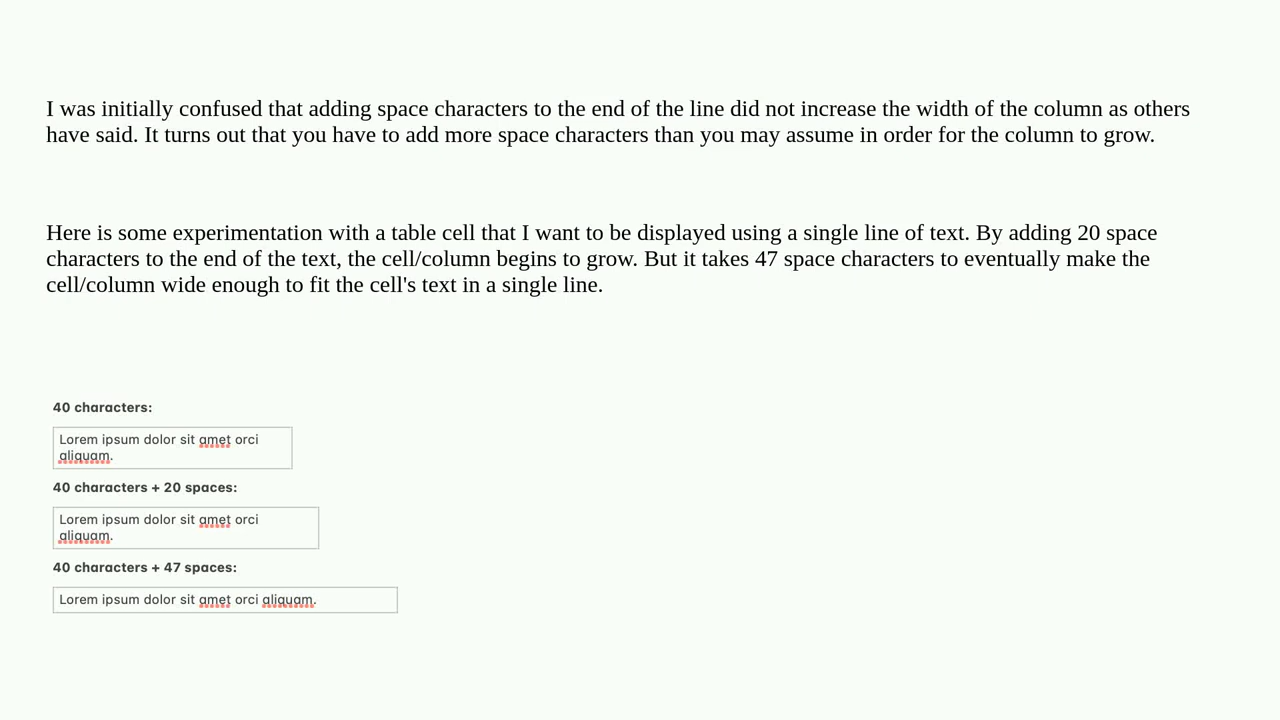 I was initially confused that adding space characters to the end of the line did not increase the width of the column as others
have said. It turns out that you have to add more space characters than you may assume in order for the column to grow.
Here is some experimentation with a table cell that I want to be displayed using a single line of text. By adding 20 space
characters to the end of the text, the cell/column begins to grow. But it takes 47 space characters to eventually make the
cell/column wide enough to fit the cell's text in a single line.
40 characters:
Lorem ipsum dolor sit amet orci
aliquam.
40 characters + 20 spaces:
Lorem ipsum dolor sit amet orci
aliquam.
40 characters + 47 spaces:
Lorem ipsum dolor sit amet orci aliquam.